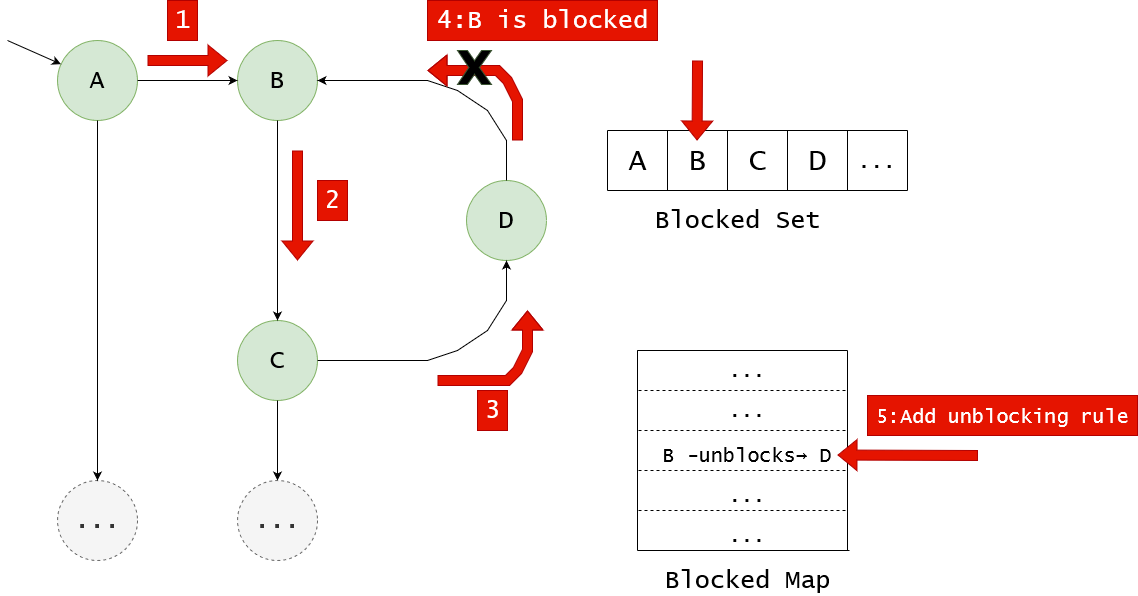 1
4:B is blocked
A
B
2
D
C
3
...
...
A B C D ...
Blocked Set
...
...
B -unblocks→ D
5:Add unblocking rule
...
...
Blocked Map